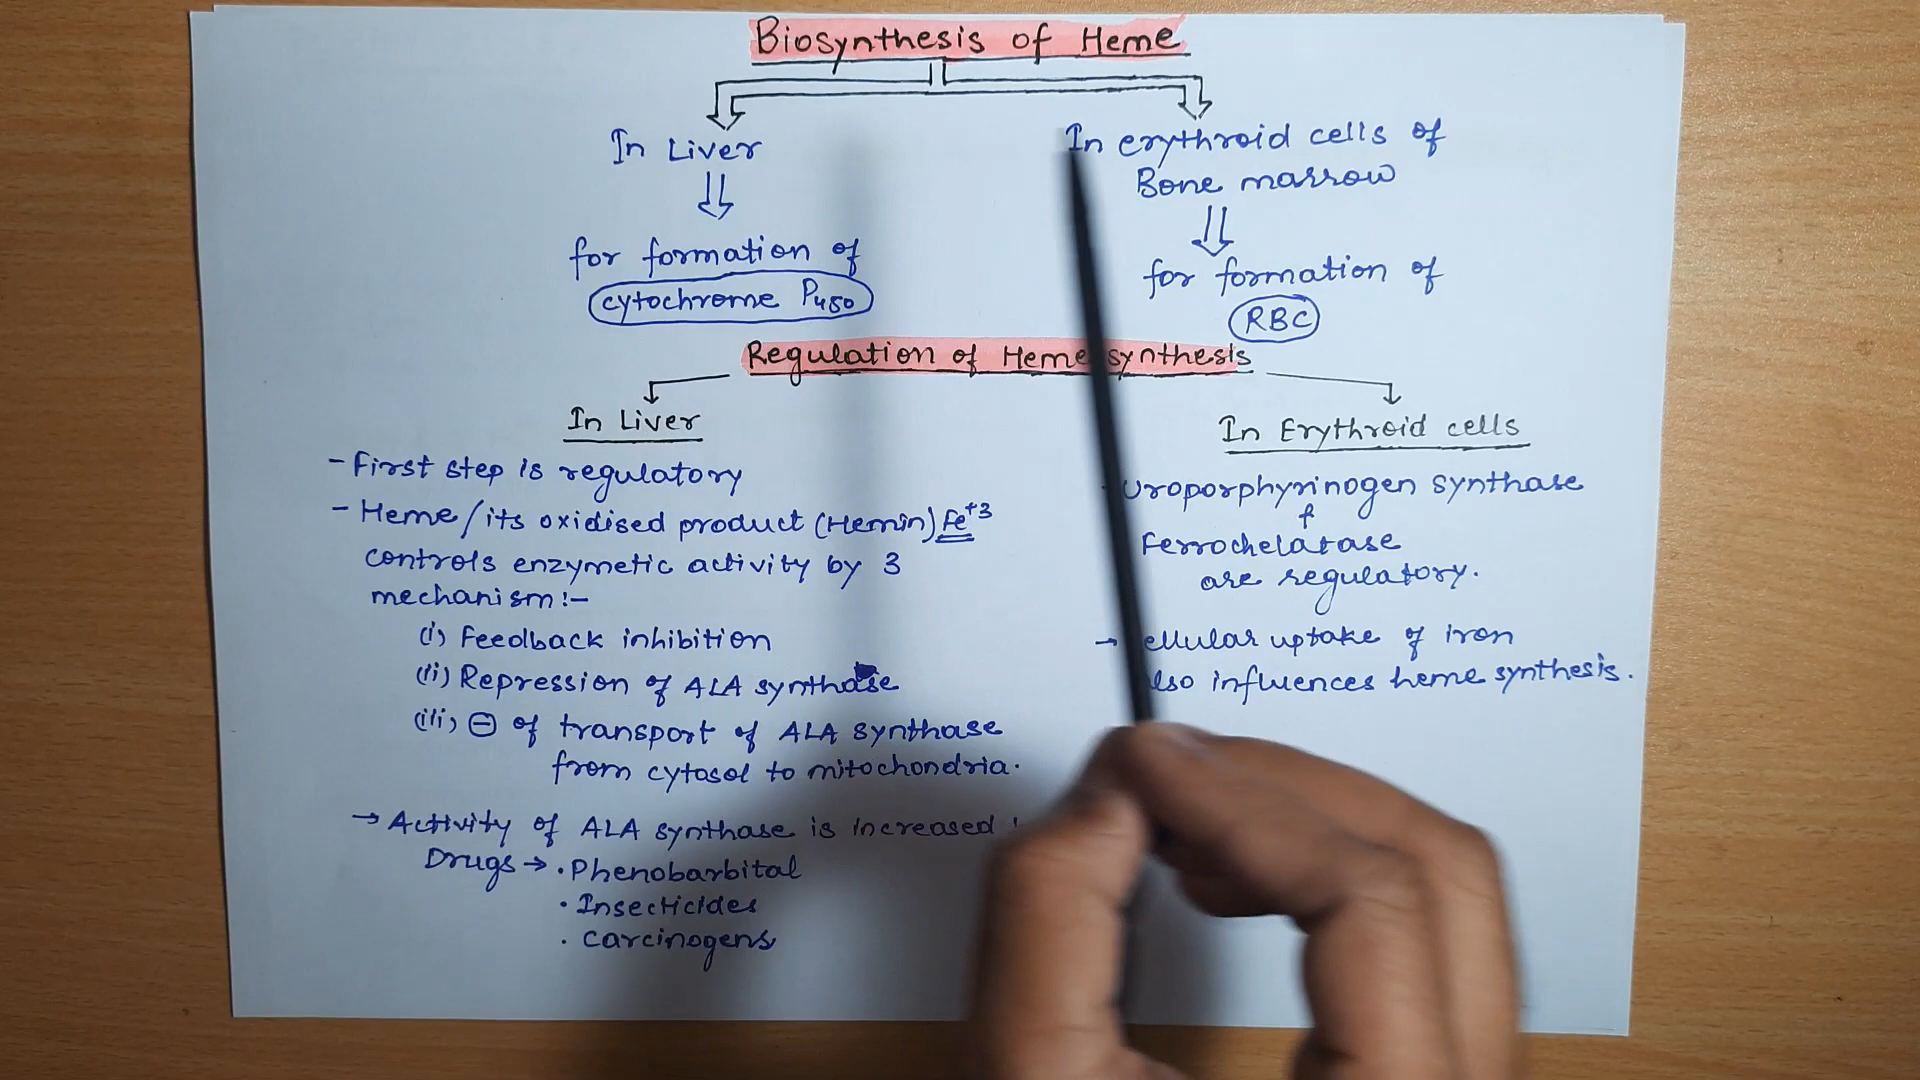 Biosynthesis of Heme
In Liver
for formation of
cytochrome P450
In erythroid cells of
Bone marrow
for formation of
RBC
Regulation of Heme synthesis
In Liver
- First step is regulatory
- Heme/its oxidised product (Hemin) Fe+3
controls enzymetic activity by 3
mechanism:-
(i) Feedback inhibition
(ii) Repression of ALA synthase
(iii) ⊖ of transport of ALA synthase
from cytosol to mitochondria.
→ Activity of ALA synthase is increased
Drugs → • Phenobarbital
• Insecticides
• Carcinogens
In Erythroid cells
Uroporphyrinogen synthase
f
Ferrochelatase
are regulatory.
→ ellular uptake of iron
lso influences heme synthesis.